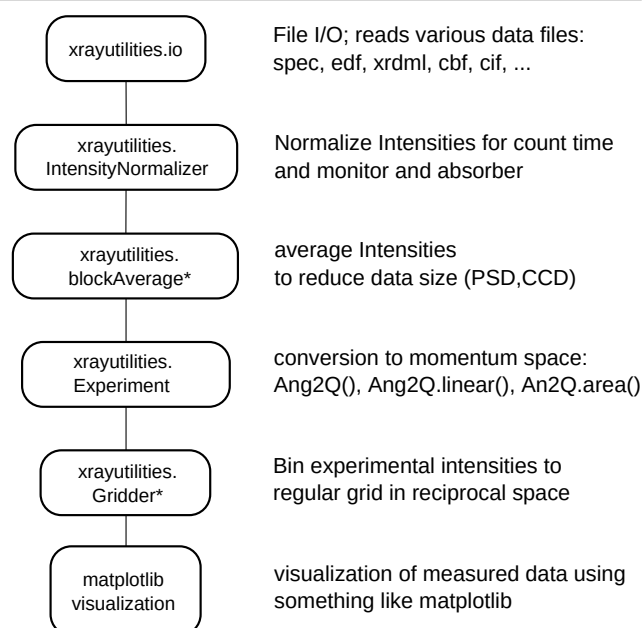 xrayutilities.io
File I/O; reads various data files:
spec, edf, xrdml, cbf, cif, ...
xrayutilities.
IntensityNormalizer
Normalize Intensities for count time
and monitor and absorber
xrayutilities.
blockAverage*
average Intensities
to reduce data size (PSD,CCD)
xrayutilities.
Experiment
conversion to momentum space:
Ang2Q(), Ang2Q.linear(), An2Q.area()
xrayutilities.
Gridder*
Bin experimental intensities to
regular grid in reciprocal space
matplotlib
visualization
visualization of measured data using
something like matplotlib